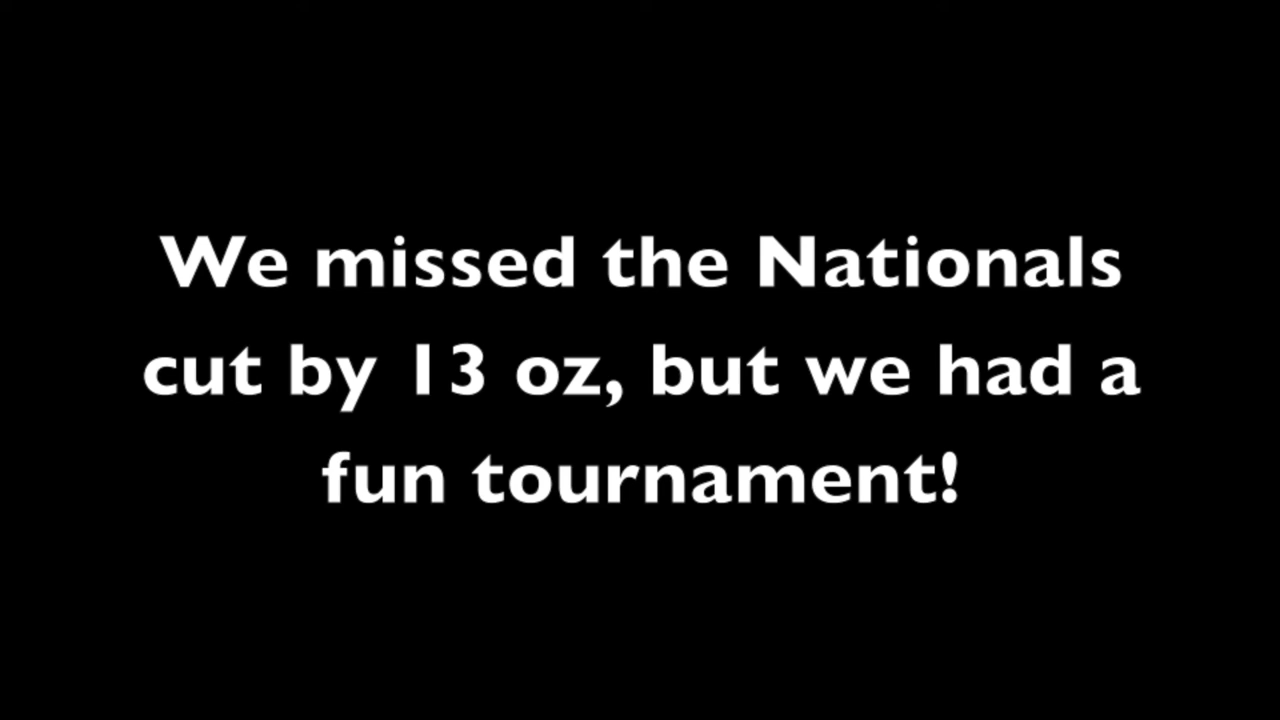 We missed the Nationals
cut by 13 oz, but we had a
fun tournament!